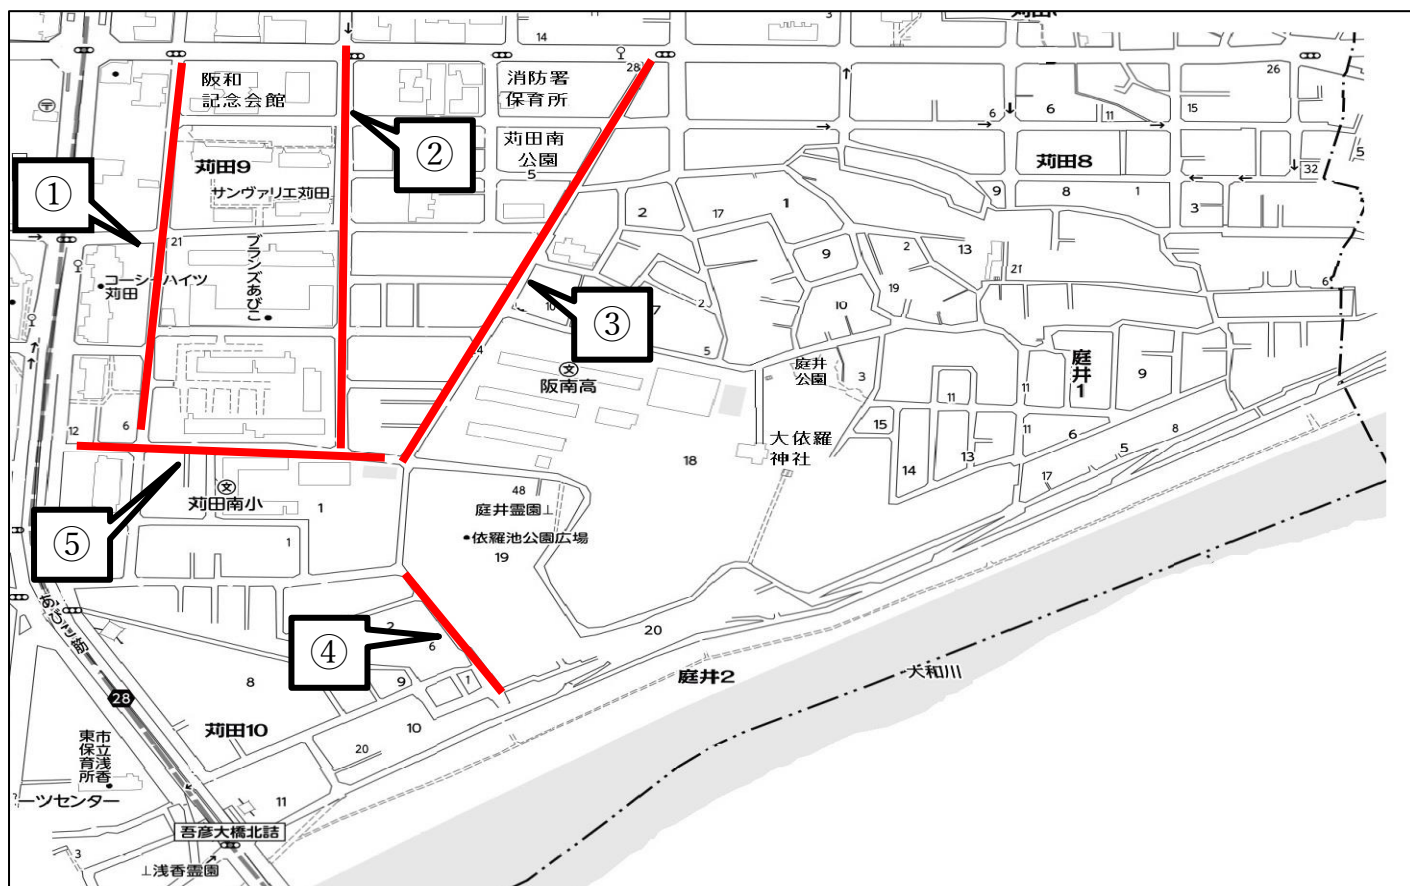 14
3
28
26
阪和
記念会館
消防署
保育所
15
6
6
11
②
苅田南
公園
5
苅田9
苅田8
5
32
①
サンヴァリエ苅田
9
8
1
3
2
17
1
21
ブランズあびこ
9
2
13
21
19
コーシャハイツ
苅田
6
10
③
7
2
10
24
5
文
阪南高
庭井
公園
3
庭井1
9
11
11
12
6
15
大依羅
神社
18
11
6
8
5
13
14
17
文
苅田南小
48
庭井霊園
1
⑤
依羅池公園広場
19
1
あびこ筋
④
2
6
20
8
9
7
庭井2
大和川
28
苅田10
10
20
市立浅香
東保育所
11
ーツセンター
吾彦大橋北詰
3
浅香霊園